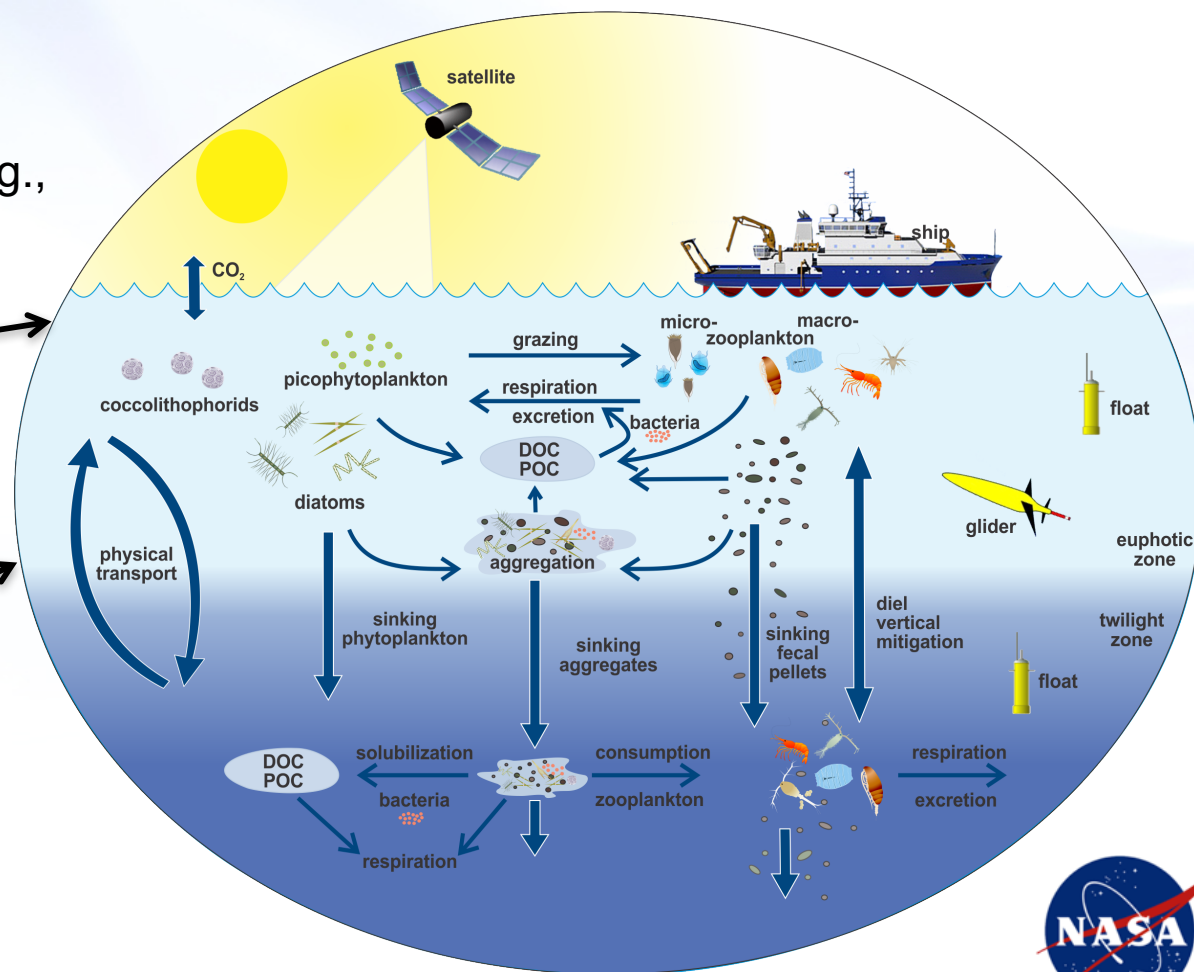 g.,
satellite
ship
CO₂
micro-
macro-
zooplankton
grazing
picophytoplankton
coccolithophorids
respiration
excretion
bacteria
float
DOC
POC
diatoms
glider
aggregation
euphotic
zone
physical
transport
sinking
phytoplankton
sinking
aggregates
sinking
fecal
pellets
diel
vertical
mitigation
twilight
zone
float
DOC
POC
solubilization
bacteria
consumption
zooplankton
respiration
excretion
respiration
NASA